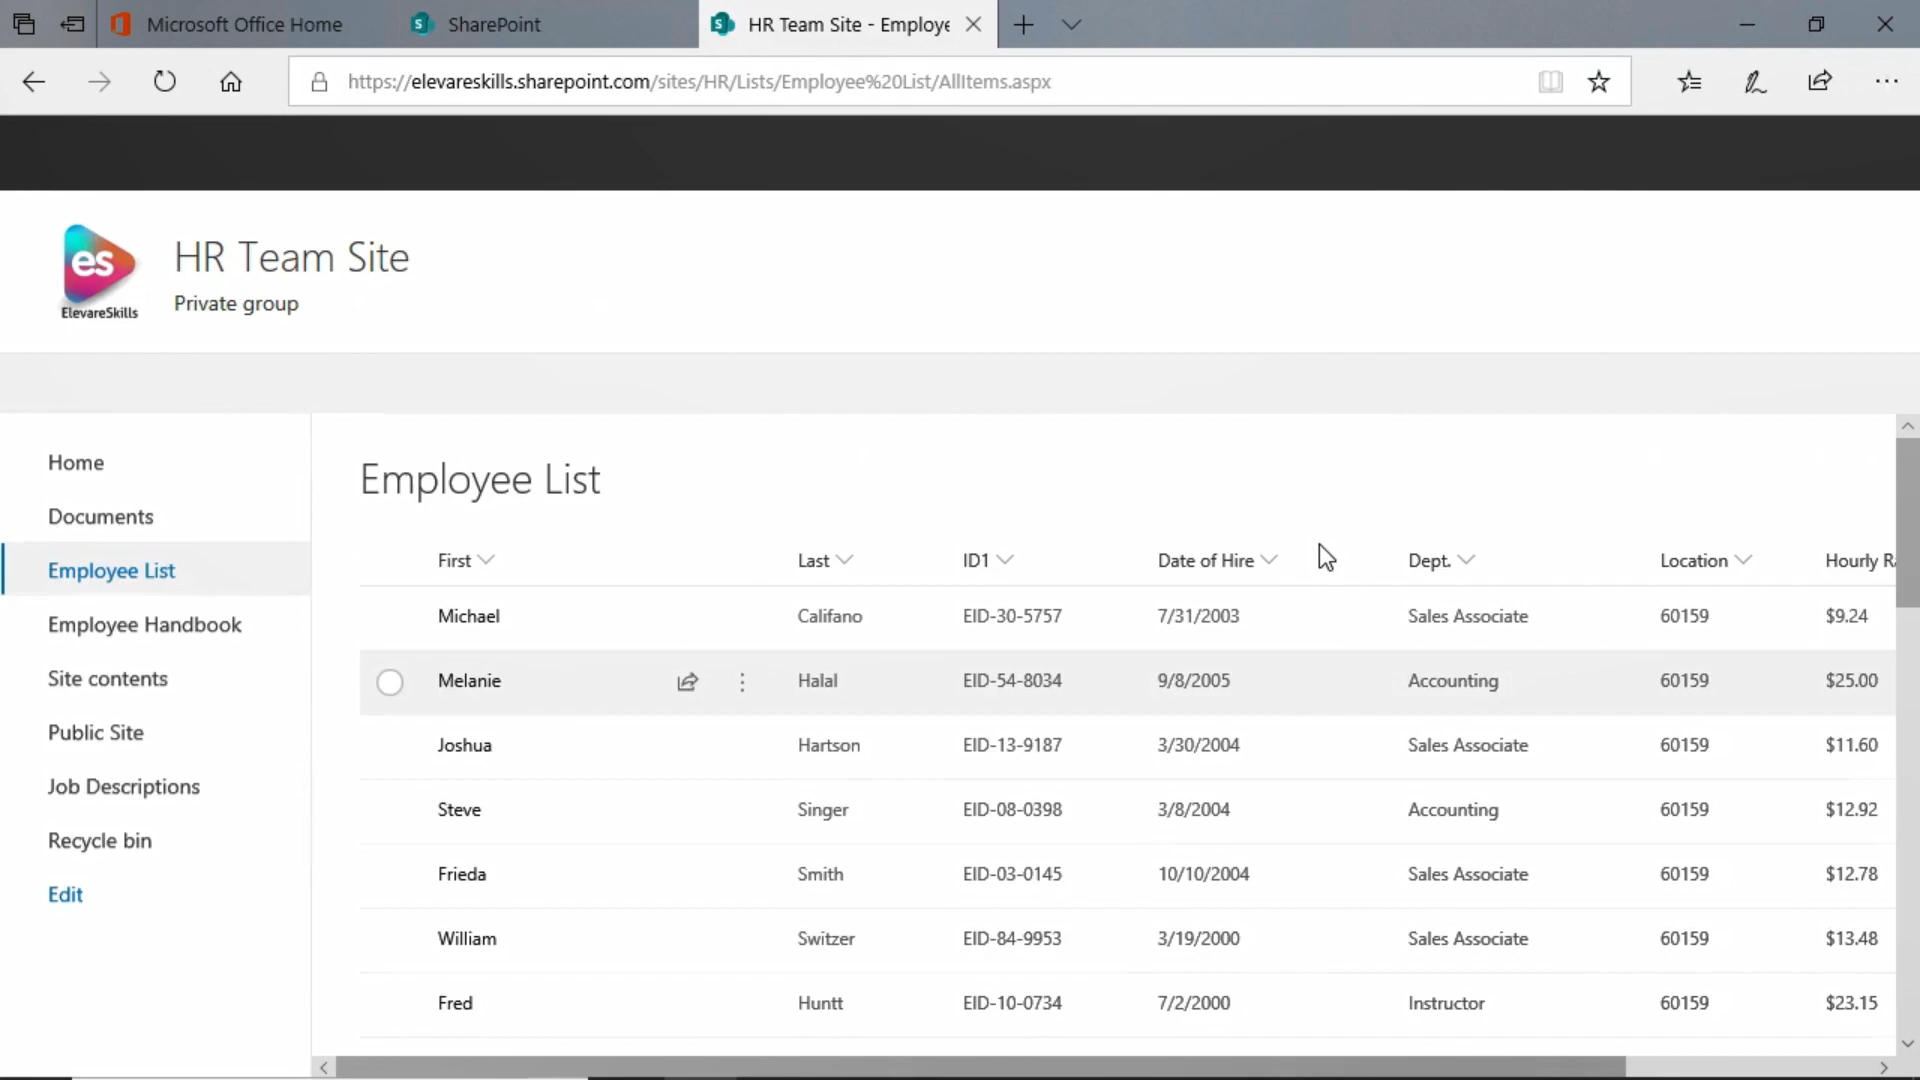 Microsoft Office Home
SharePoint
HR Team Site - Employe
https://elevareskills.sharepoint.com/sites/HR/Lists/Employee%20List/AllItems.aspx
es
ElevareSkills
HR Team Site
Private group
Home
Documents
Employee List
Employee Handbook
Site contents
Public Site
Job Descriptions
Recycle bin
Edit
Employee List
First Last ID1 Date of Hire Dept. Location Hourly R
Michael Califano EID-30-5757 7/31/2003 Sales Associate 60159 $9.24
Melanie Halal EID-54-8034 9/8/2005 Accounting 60159 $25.00
Joshua Hartson EID-13-9187 3/30/2004 Sales Associate 60159 $11.60
Steve Singer EID-08-0398 3/8/2004 Accounting 60159 $12.92
Frieda Smith EID-03-0145 10/10/2004 Sales Associate 60159 $12.78
William Switzer EID-84-9953 3/19/2000 Sales Associate 60159 $13.48
Fred Huntt EID-10-0734 7/2/2000 Instructor 60159 $23.15